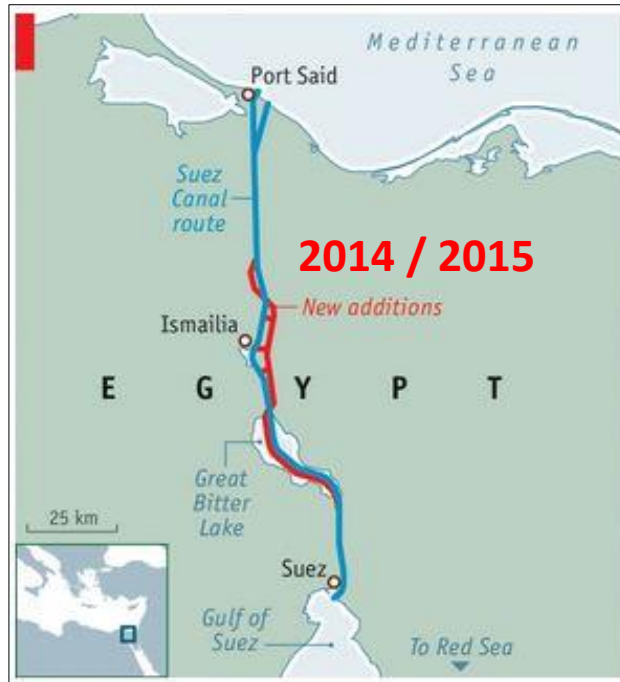 Mediterranean
Sea
Port Said
Suez
Canal
route
2014 / 2015
New additions
Ismailia
E G Y P T
Great
Bitter
Lake
25 km
Suez
Gulf of
Suez
To Red Sea